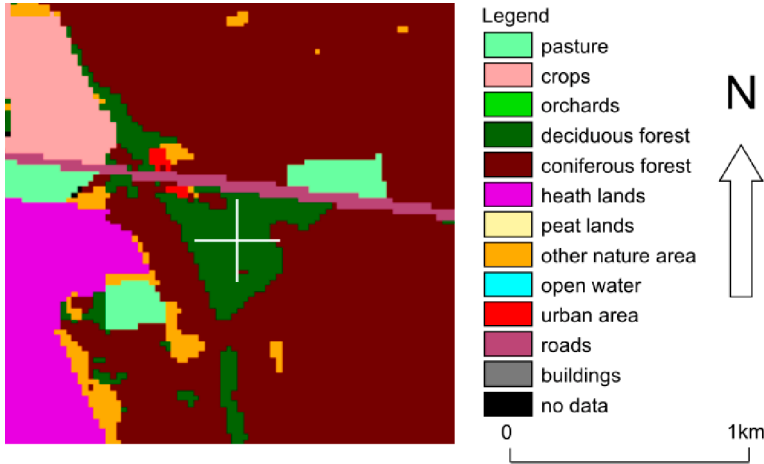 Legend
pasture
crops
orchards
deciduous forest
coniferous forest
heath lands
peat lands
other nature area
open water
urban area
roads
buildings
no data
N
0 1km